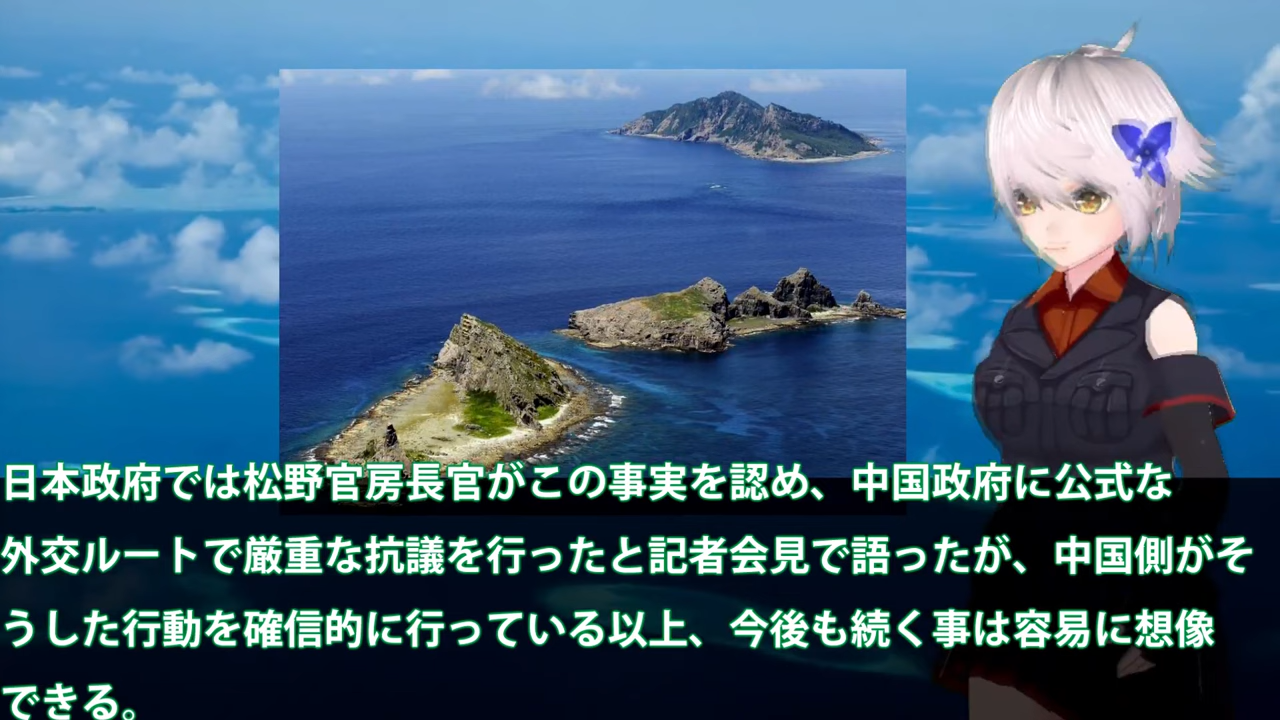 日本政府では松野官房長官がこの事実を認め、中国政府に公式な
外交ルートで厳重な抗議を行ったと記者会見で語ったが、中国側がそ
うした行動を確信的に行っている以上、今後も続く事は容易に想像
できる。